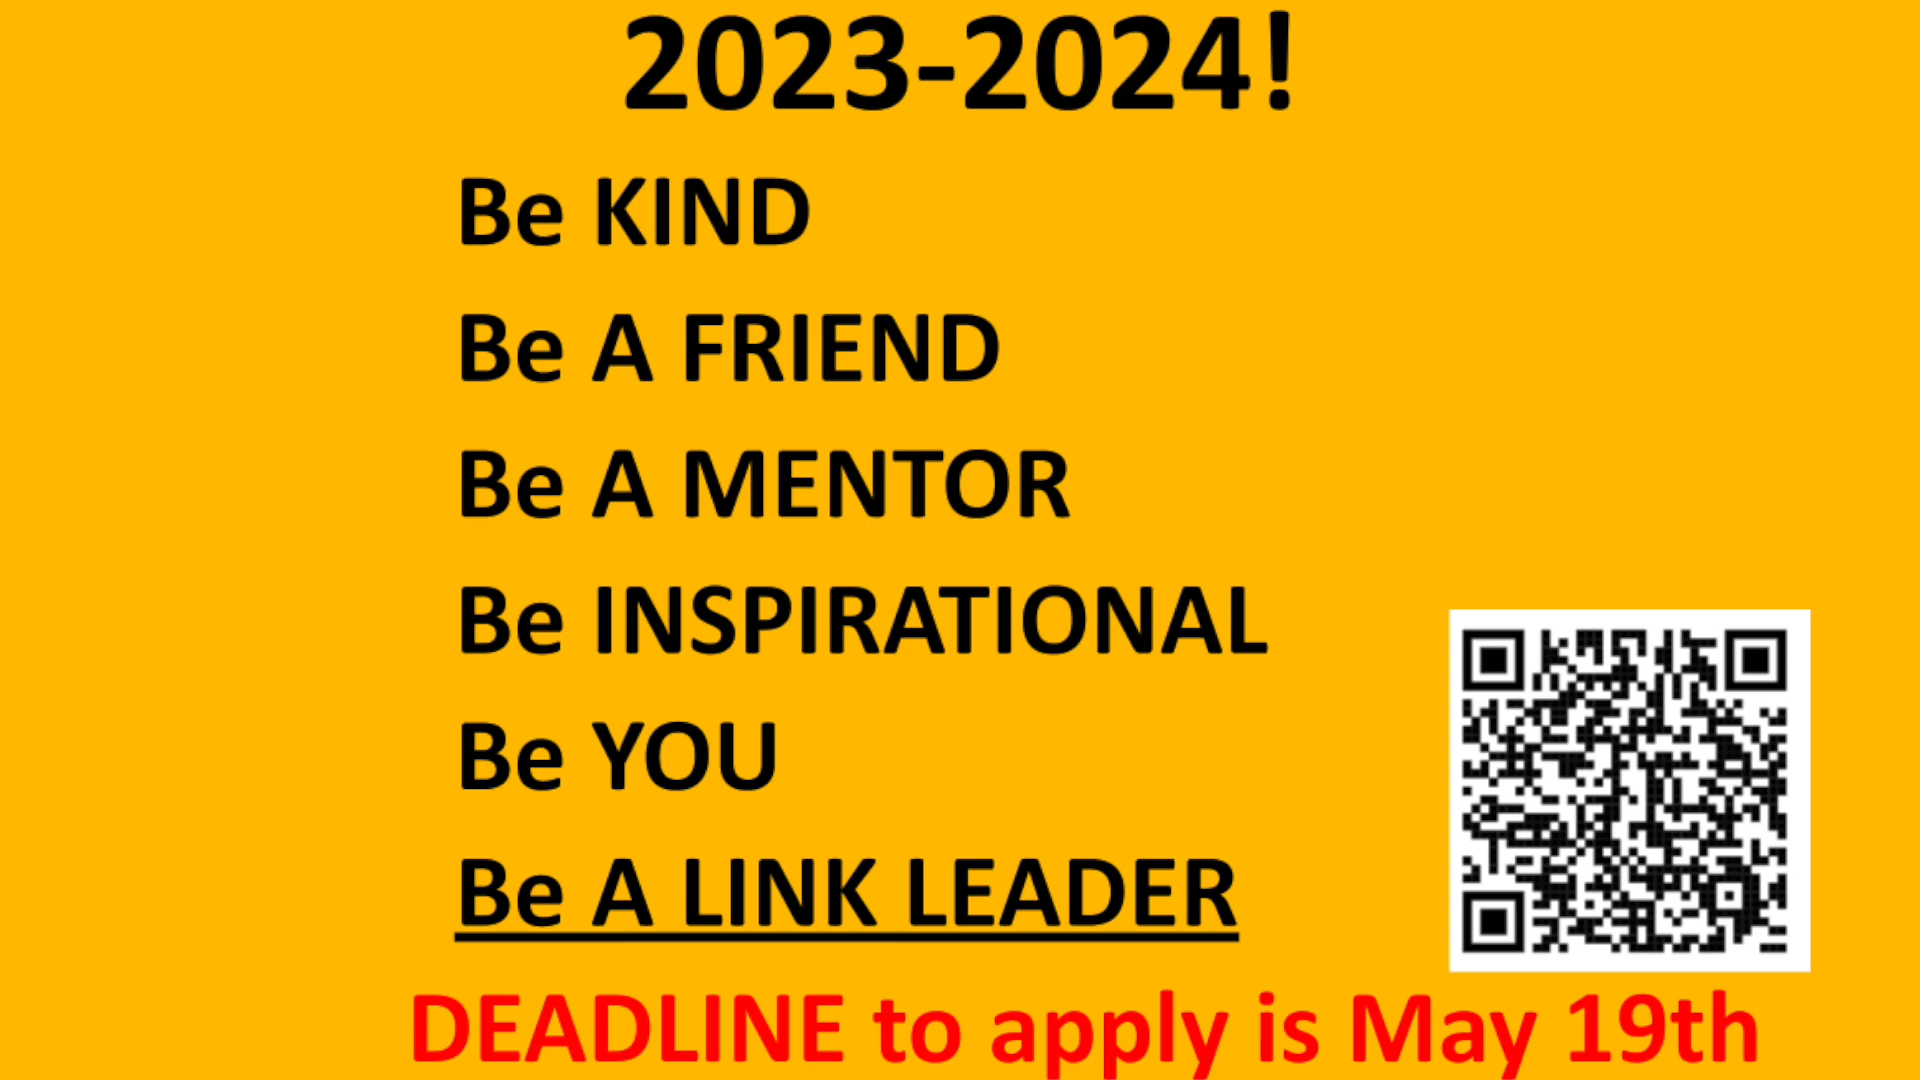 2023-2024!
Be KIND
Be A FRIEND
Be A MENTOR
Be INSPIRATIONAL
Be YOU
Be A LINK LEADER
DEADLINE to apply is May 19th